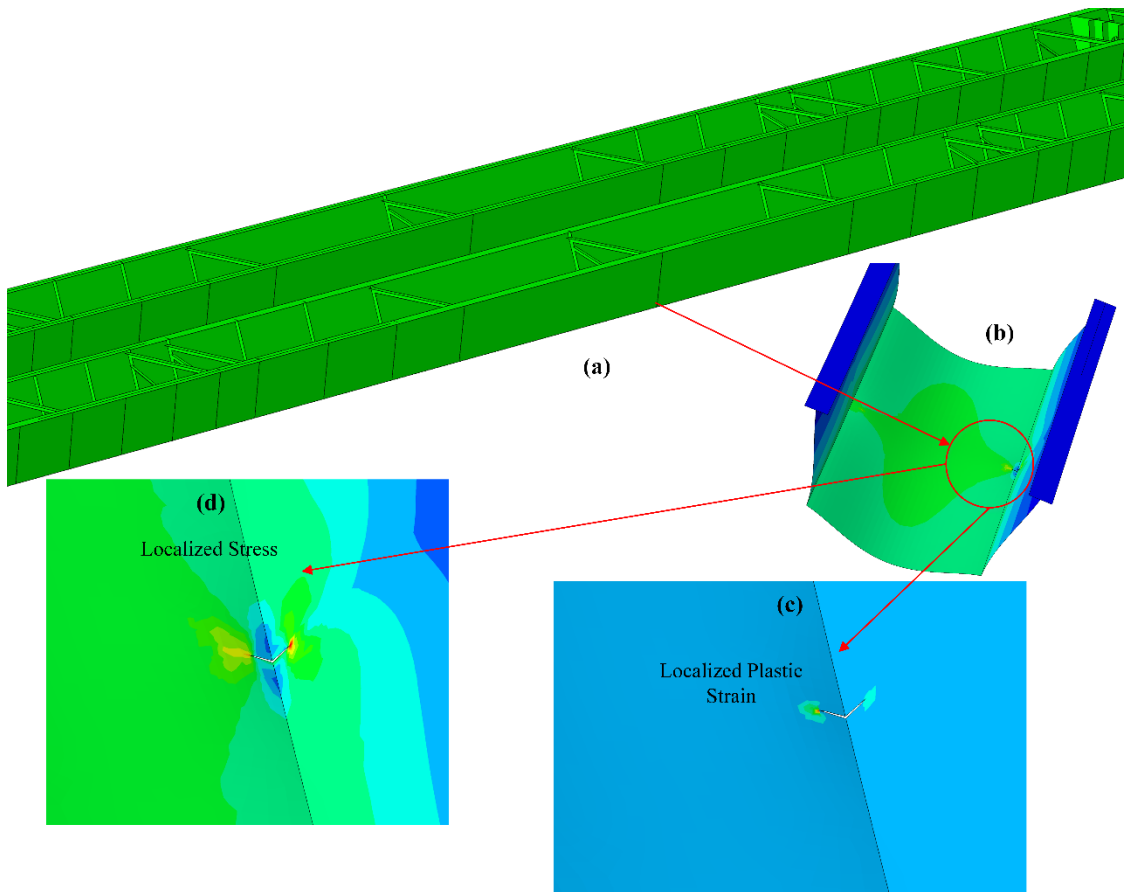 (a)
(b)
(d)
Localized Stress
(c)
Localized Plastic
Strain